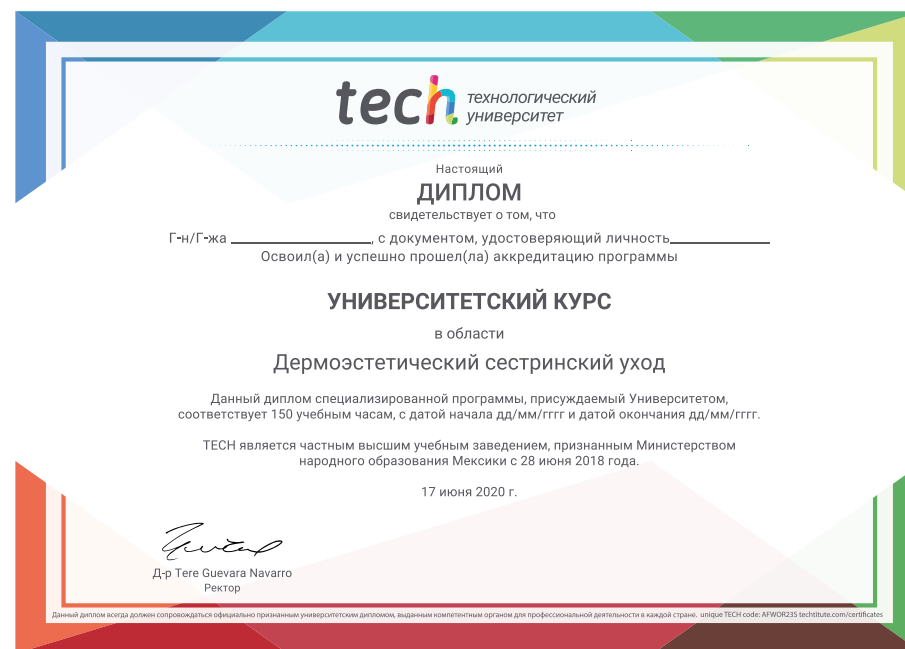 tech технологический
университет
Настоящий
ДИПЛОМ
свидетельствует о том, что
Г-н/Г-жа ____________________, с документом, удостоверяющий личность______________
Освоил(а) и успешно прошел(ла) аккредитацию программы
УНИВЕРСИТЕТСКИЙ КУРС
в области
Дермоэстетический сестринский уход
Данный диплом специализированной программы, присуждаемый Университетом,
соответствует 150 учебным часам, с датой начала дд/мм/гггг и датой окончания дд/мм/гггг.
TECH является частным высшим учебным заведением, признанным Министерством
народного образования Мексики с 28 июня 2018 года.
17 июня 2020 г.
Д-р Tere Guevara Navarro
Ректор
Данный диплом всегда должен сопровождаться официально признанным университетским дипломом, выданным компетентным органом для профессиональной деятельности в каждой стране. unique TECH code: AFWOR23S techtitute.com/certificates